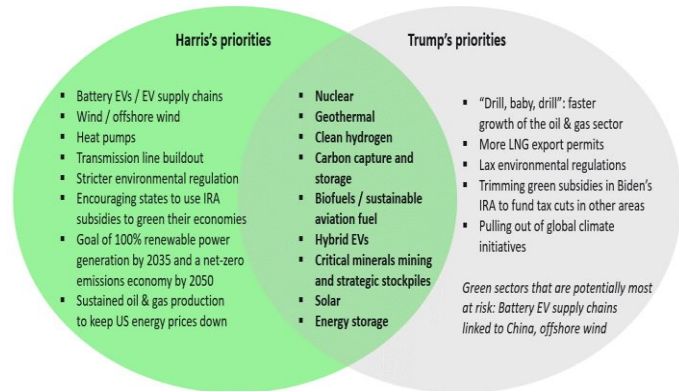 Harris's priorities
▪ Battery EVs / EV supply chains
▪ Wind / offshore wind
▪ Heat pumps
▪ Transmission line buildout
▪ Stricter environmental regulation
▪ Encouraging states to use IRA
subsidies to green their economies
▪ Goal of 100% renewable power
generation by 2035 and a net-zero
emissions economy by 2050
▪ Sustained oil & gas production
to keep US energy prices down
▪ Nuclear
▪ Geothermal
▪ Clean hydrogen
▪ Carbon capture and
storage
▪ Biofuels / sustainable
aviation fuel
▪ Hybrid EVs
▪ Critical minerals mining
and strategic stockpiles
▪ Solar
▪ Energy storage
Trump's priorities
▪ “Drill, baby, drill”: faster
growth of the oil & gas sector
▪ More LNG export permits
▪ Lax environmental regulations
▪ Trimming green subsidies in Biden's
IRA to fund tax cuts in other areas
▪ Pulling out of global climate
initiatives
Green sectors that are potentially most
at risk: Battery EV supply chains
linked to China, offshore wind